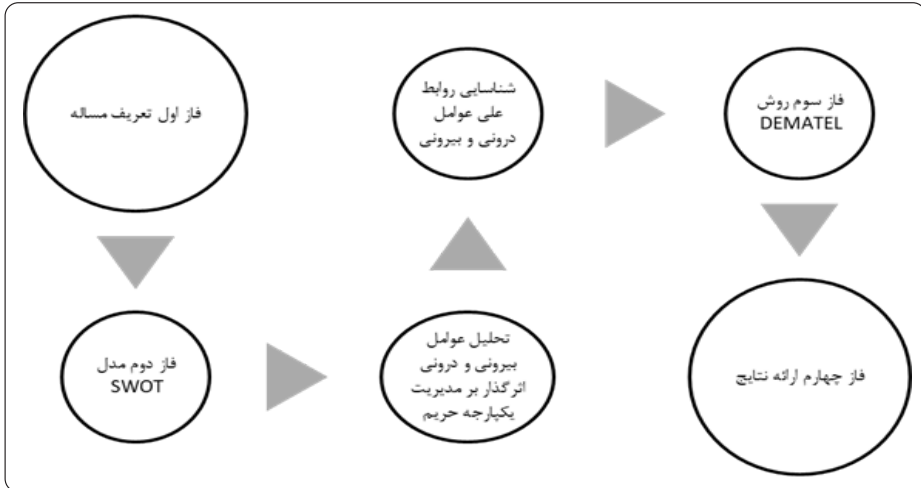 فاز اول تعریف مساله
فاز دوم مدل
SWOT
تحلیل عوامل
بیرونی و درونی
اثرگذار بر مدیریت
یکپارچه حریم
شناسایی روابط
علی عوامل
درونی و بیرونی
فاز سوم روش
DEMATEL
فاز چهارم ارائه نتایج